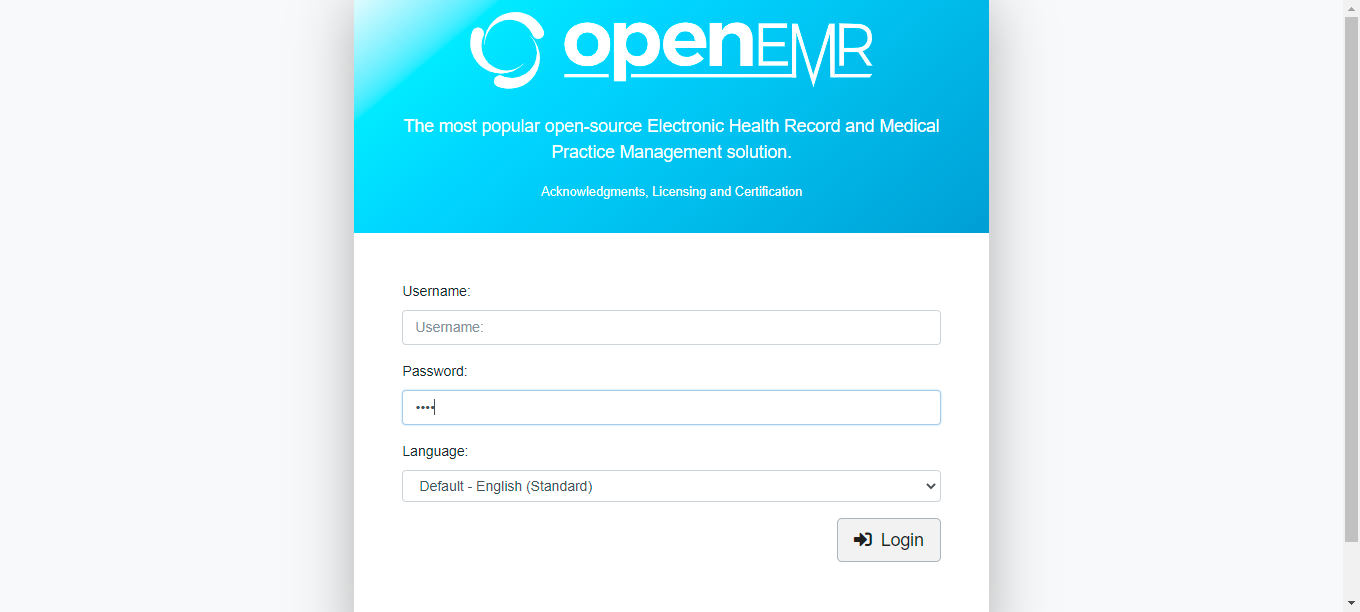 openEMR
The most popular open-source Electronic Health Record and Medical
Practice Management solution.
Acknowledgments, Licensing and Certification
Username:
Username:
Password:
••••
Language:
Default - English (Standard)
Login